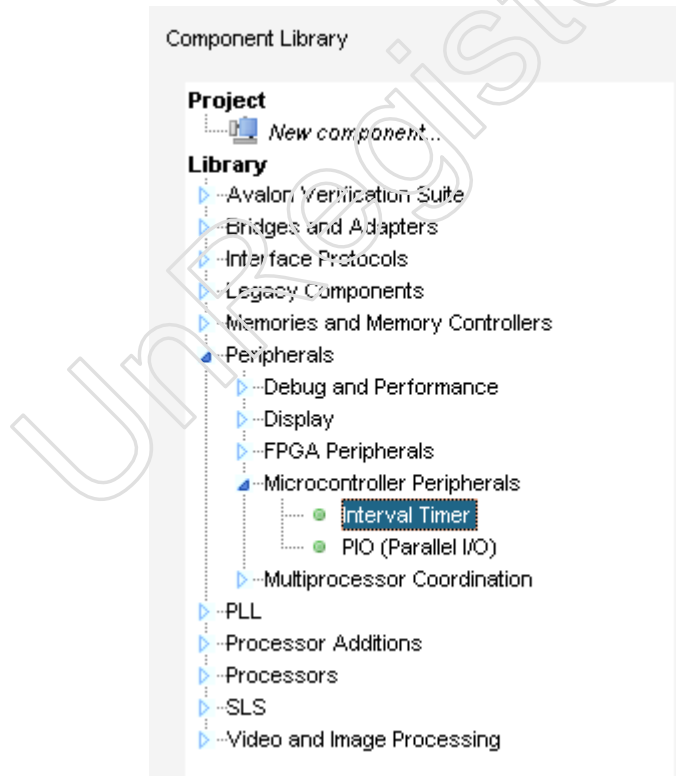 Component Library
Project
New component...
Library
Avalon Verification Suite
Bridges and Adapters
Interface Protocols
Legacy Components
Memories and Memory Controllers
Peripherals
Debug and Performance
Display
FPGA Peripherals
Microcontroller Peripherals
Interval Timer
PIO (Parallel I/O)
Multiprocessor Coordination
PLL
Processor Additions
Processors
SLS
Video and Image Processing
UnRegiste